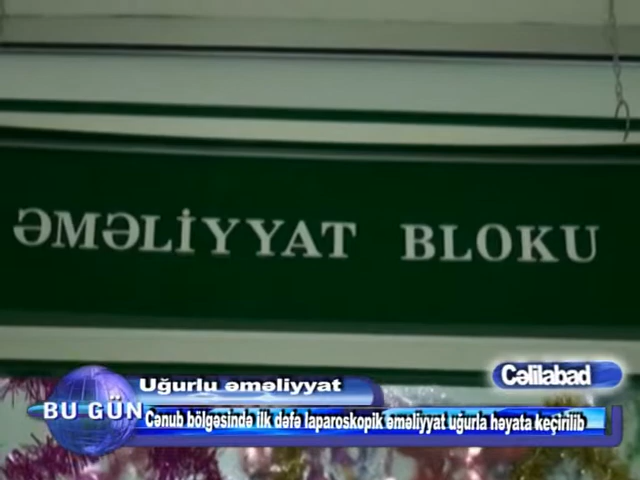 ƏMƏLİYYAT BLOKU
Cəlilabad
Uğurlu əməliyyat
BU GÜN
Cənub bölgəsində ilk dəfə laparoskopik əməliyyat uğurla həyata keçirilib